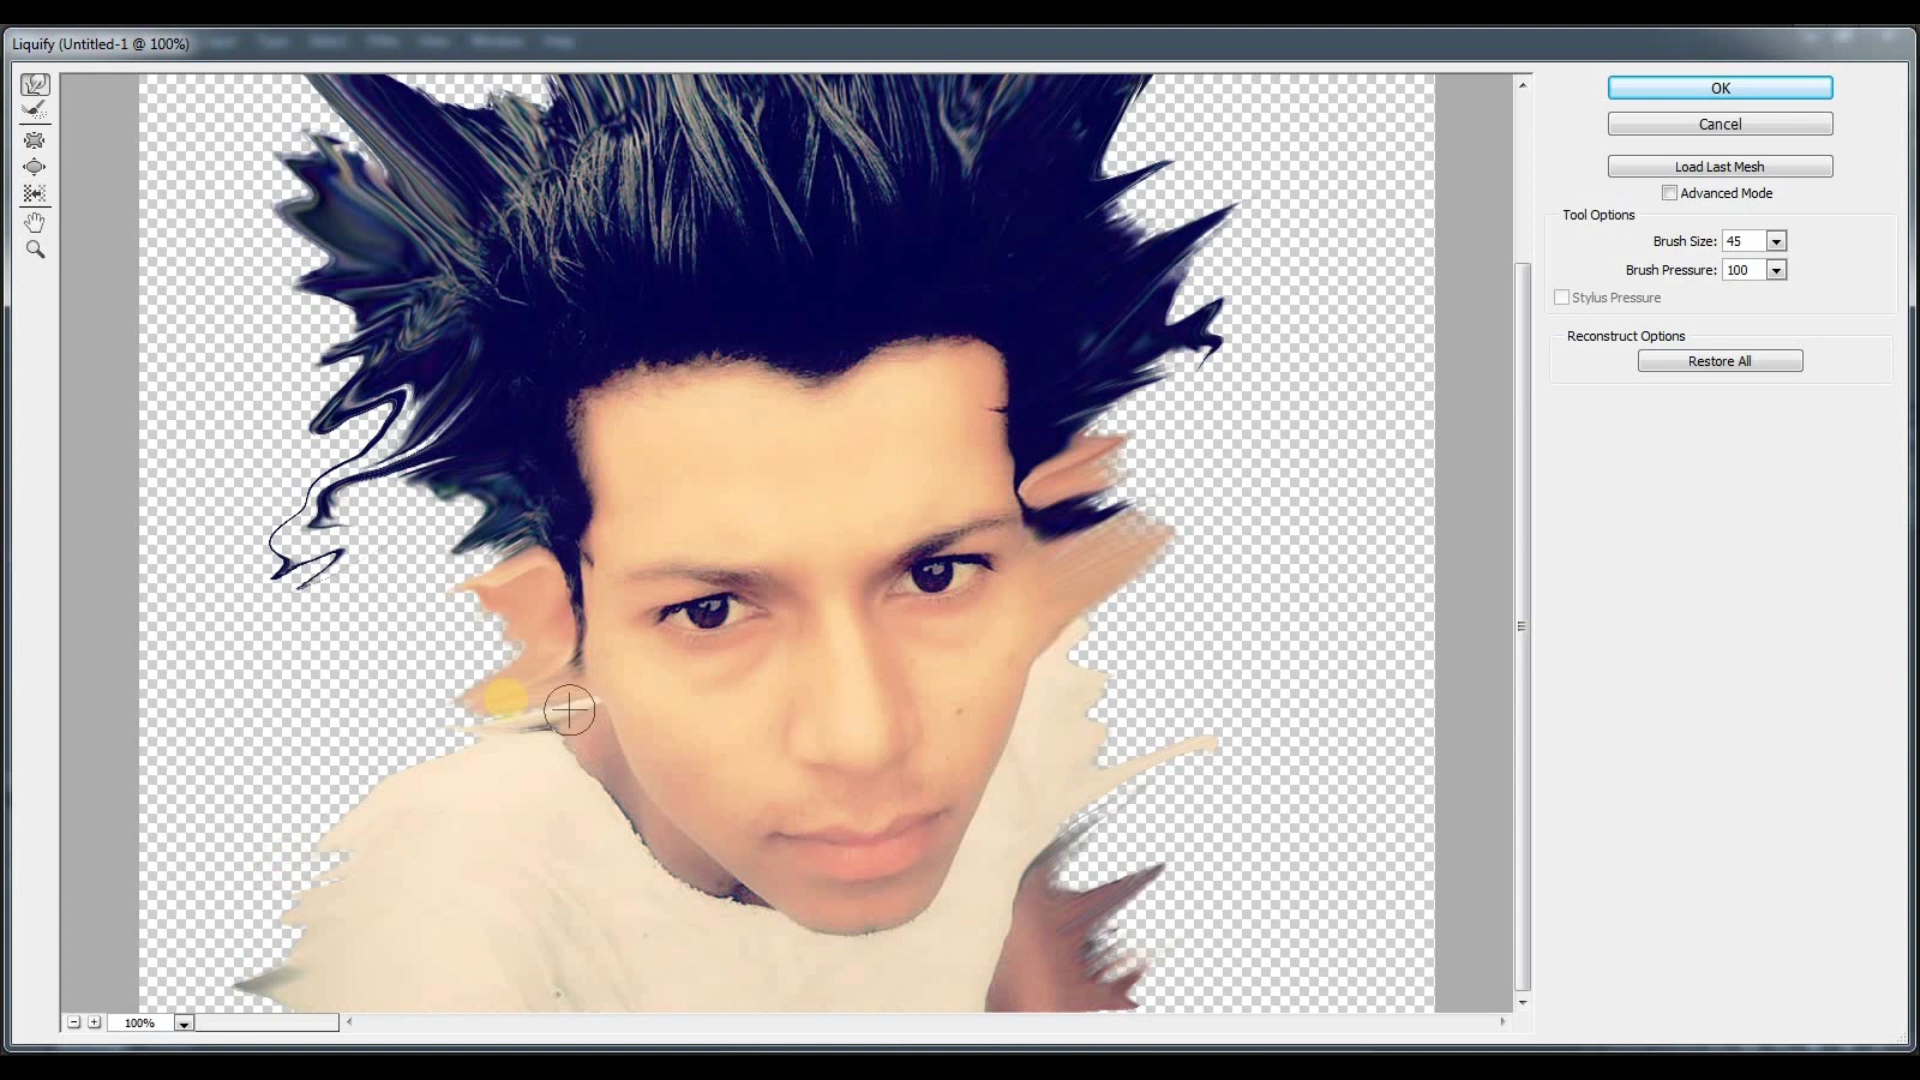 Liquify (Untitled-1 @ 100%)
OK
Cancel
Load Last Mesh
Advanced Mode
Tool Options
Brush Size: 45
Brush Pressure: 100
Stylus Pressure
Reconstruct Options
Restore All
100%